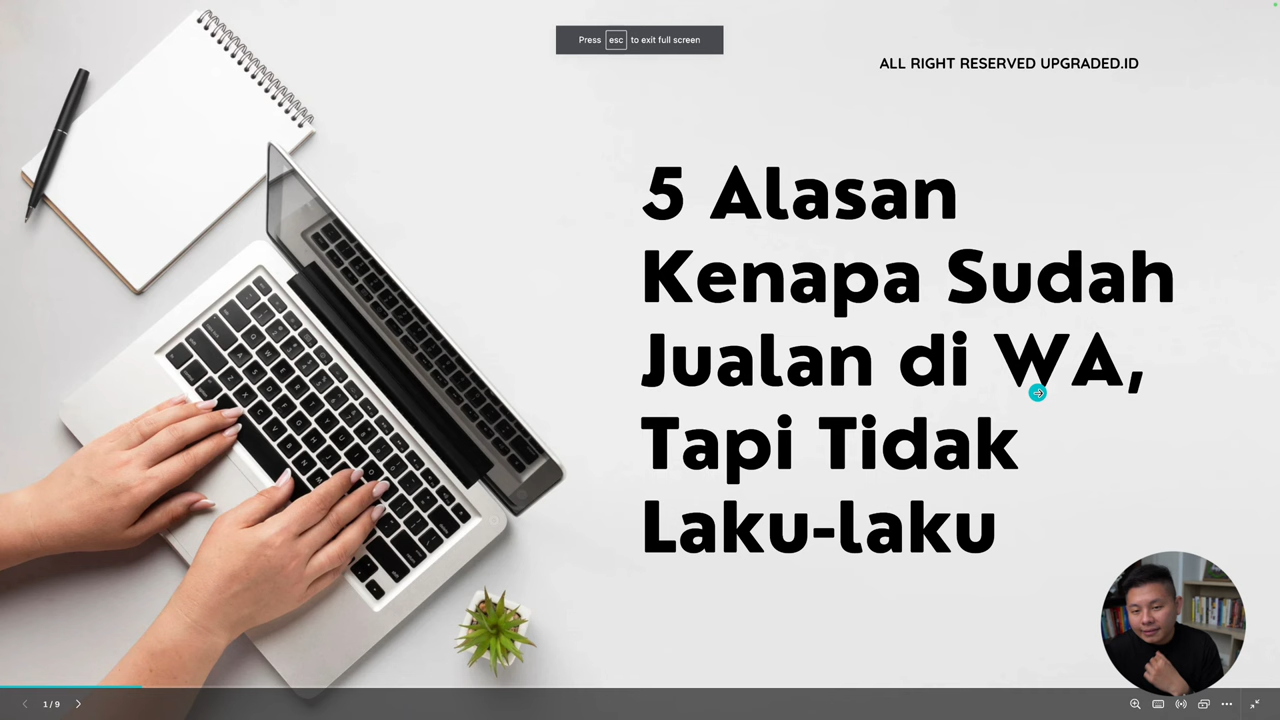 Press esc to exit full screen
ALL RIGHT RESERVED UPGRADED.ID
5 Alasan
Kenapa Sudah
Jualan di WA,
Tapi Tidak
Laku-laku
1 / 9